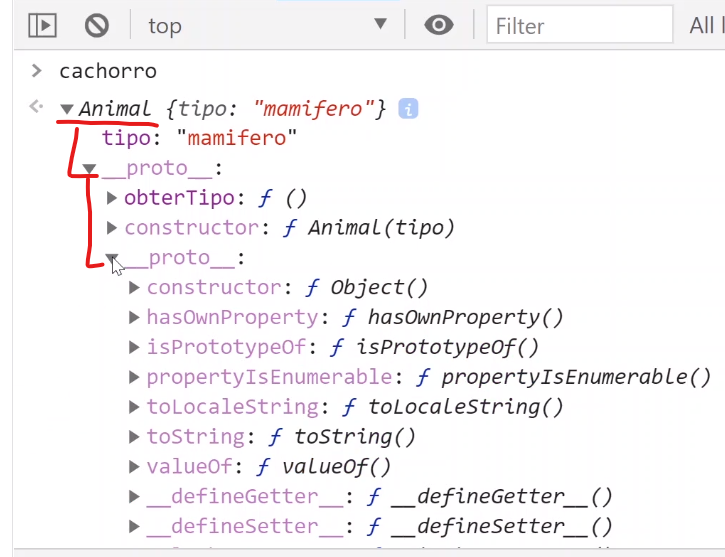 top Filter All
cachorro
Animal {tipo: "mamifero"} i
tipo: "mamifero"
__proto__:
obterTipo: ƒ ()
constructor: ƒ Animal(tipo)
__proto__:
constructor: ƒ Object()
hasOwnProperty: ƒ hasOwnProperty()
isPrototypeOf: ƒ isPrototypeOf()
propertyIsEnumerable: ƒ propertyIsEnumerable()
toLocaleString: ƒ toLocaleString()
toString: ƒ toString()
valueOf: ƒ valueOf()
__defineGetter__: ƒ __defineGetter__()
__defineSetter__: ƒ __defineSetter__()